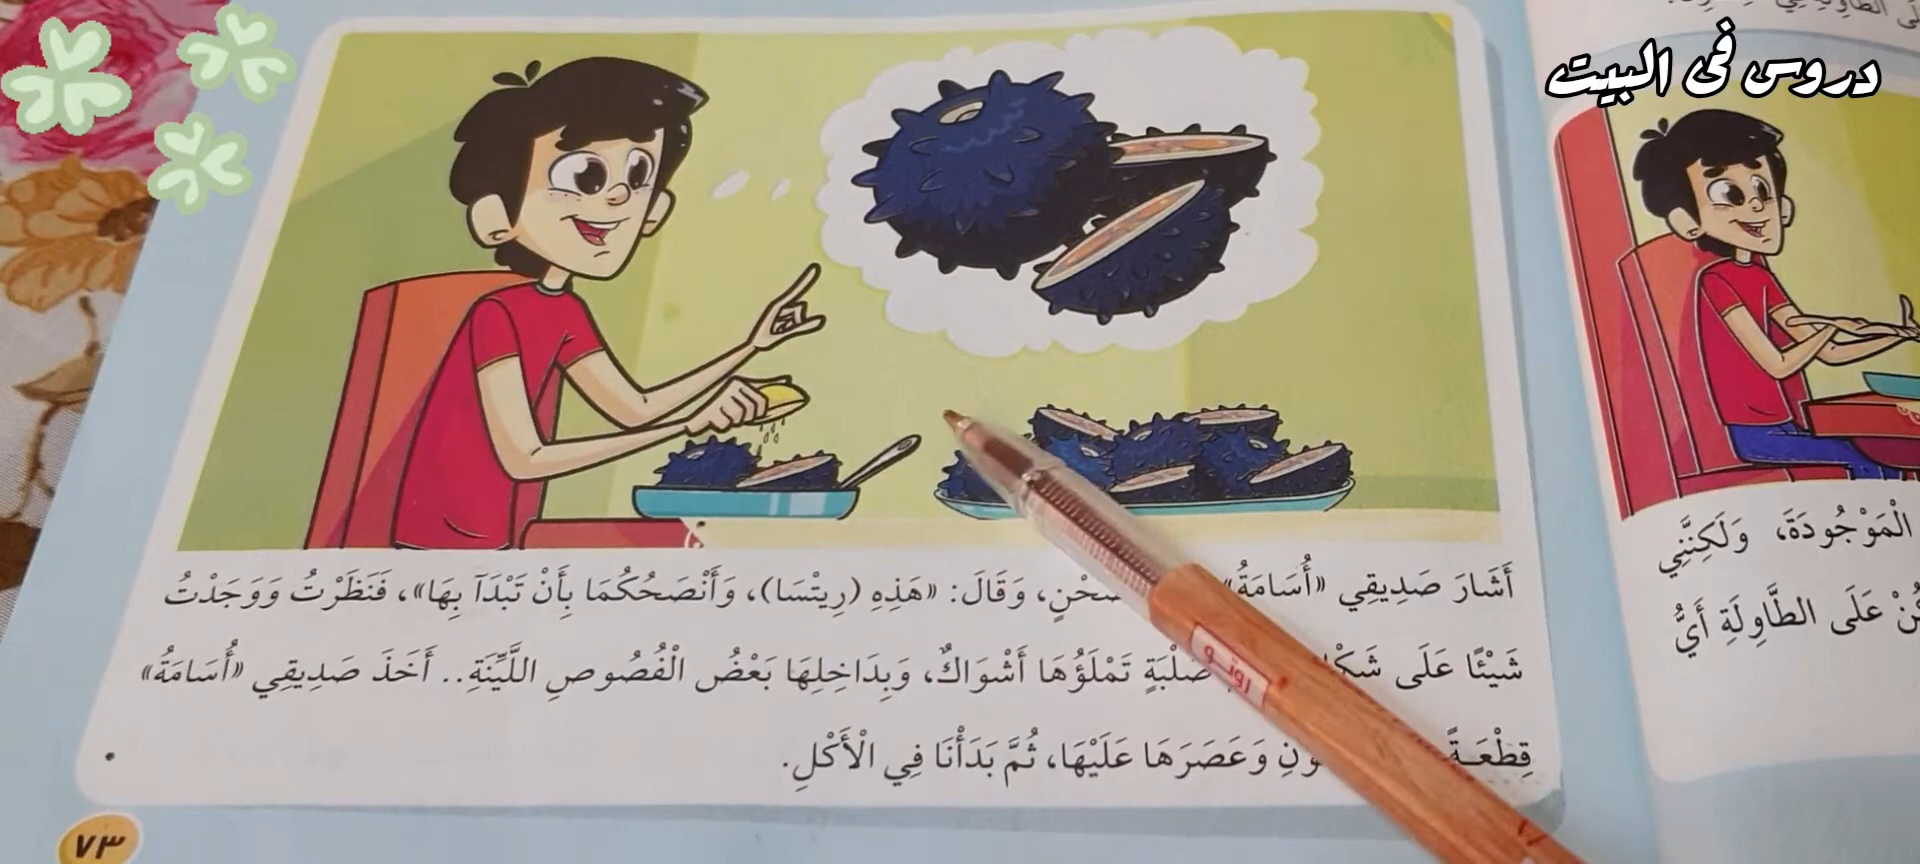 دروس فى البيت
أَشَارَ صَدِيقِي «أُسَامَةُ» صَحْنٍ، وَقَالَ: «هَذِهِ (رِيتْسَا)، وَأَنْصَحُكُمَا بِأَنْ تَبْدَآ بِهَا»، فَنَظَرْتُ وَوَجَدْتُ
شَيْئًا عَلَى صَلْبَةٍ تَمْلَؤُهَا أَشْوَاكٌ، وَبِدَاخِلِهَا بَعْضُ الْفُصُوصِ اللَّيِّنَةِ.. أَخَذَ صَدِيقِي «أُسَامَةُ»
قِطْعَةً وَعَصَرَهَا عَلَيْهَا، ثُمَّ بَدَأْنَا فِي الْأَكْلِ.
٧٣
الْمَوْجُودَةَ، وَلَكِنَّنِي
عَلَى الطَّاوِلَةِ أَيُّ
روتو